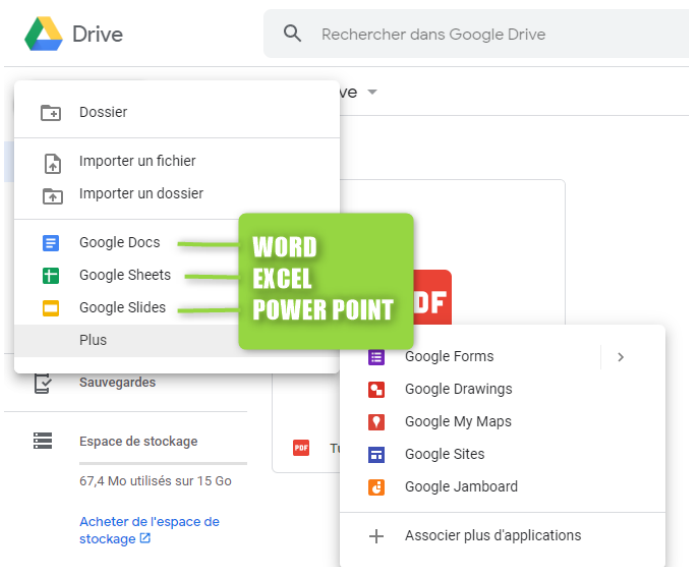 Drive
Rechercher dans Google Drive
ve
Dossier
Importer un fichier
Importer un dossier
Google Docs
WORD
Google Sheets
EXCEL
Google Slides
POWER POINT
Plus
PDF
Google Forms
Sauvegardes
Google Drawings
Google My Maps
Espace de stockage
PDF
Google Sites
67,4 Mo utilisés sur 15 Go
Google Jamboard
Acheter de l'espace de
stockage
Associer plus d'applications